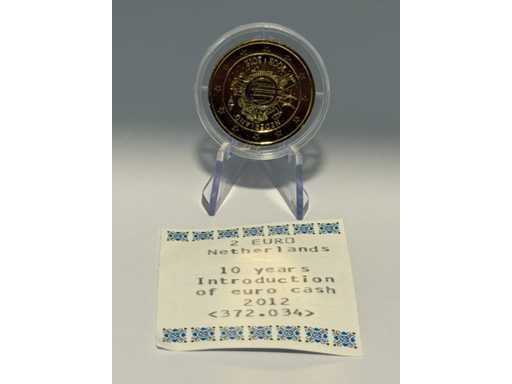 2 EURO
Netherlands
10 years
Introduction
of euro cash
2012
<372.034>